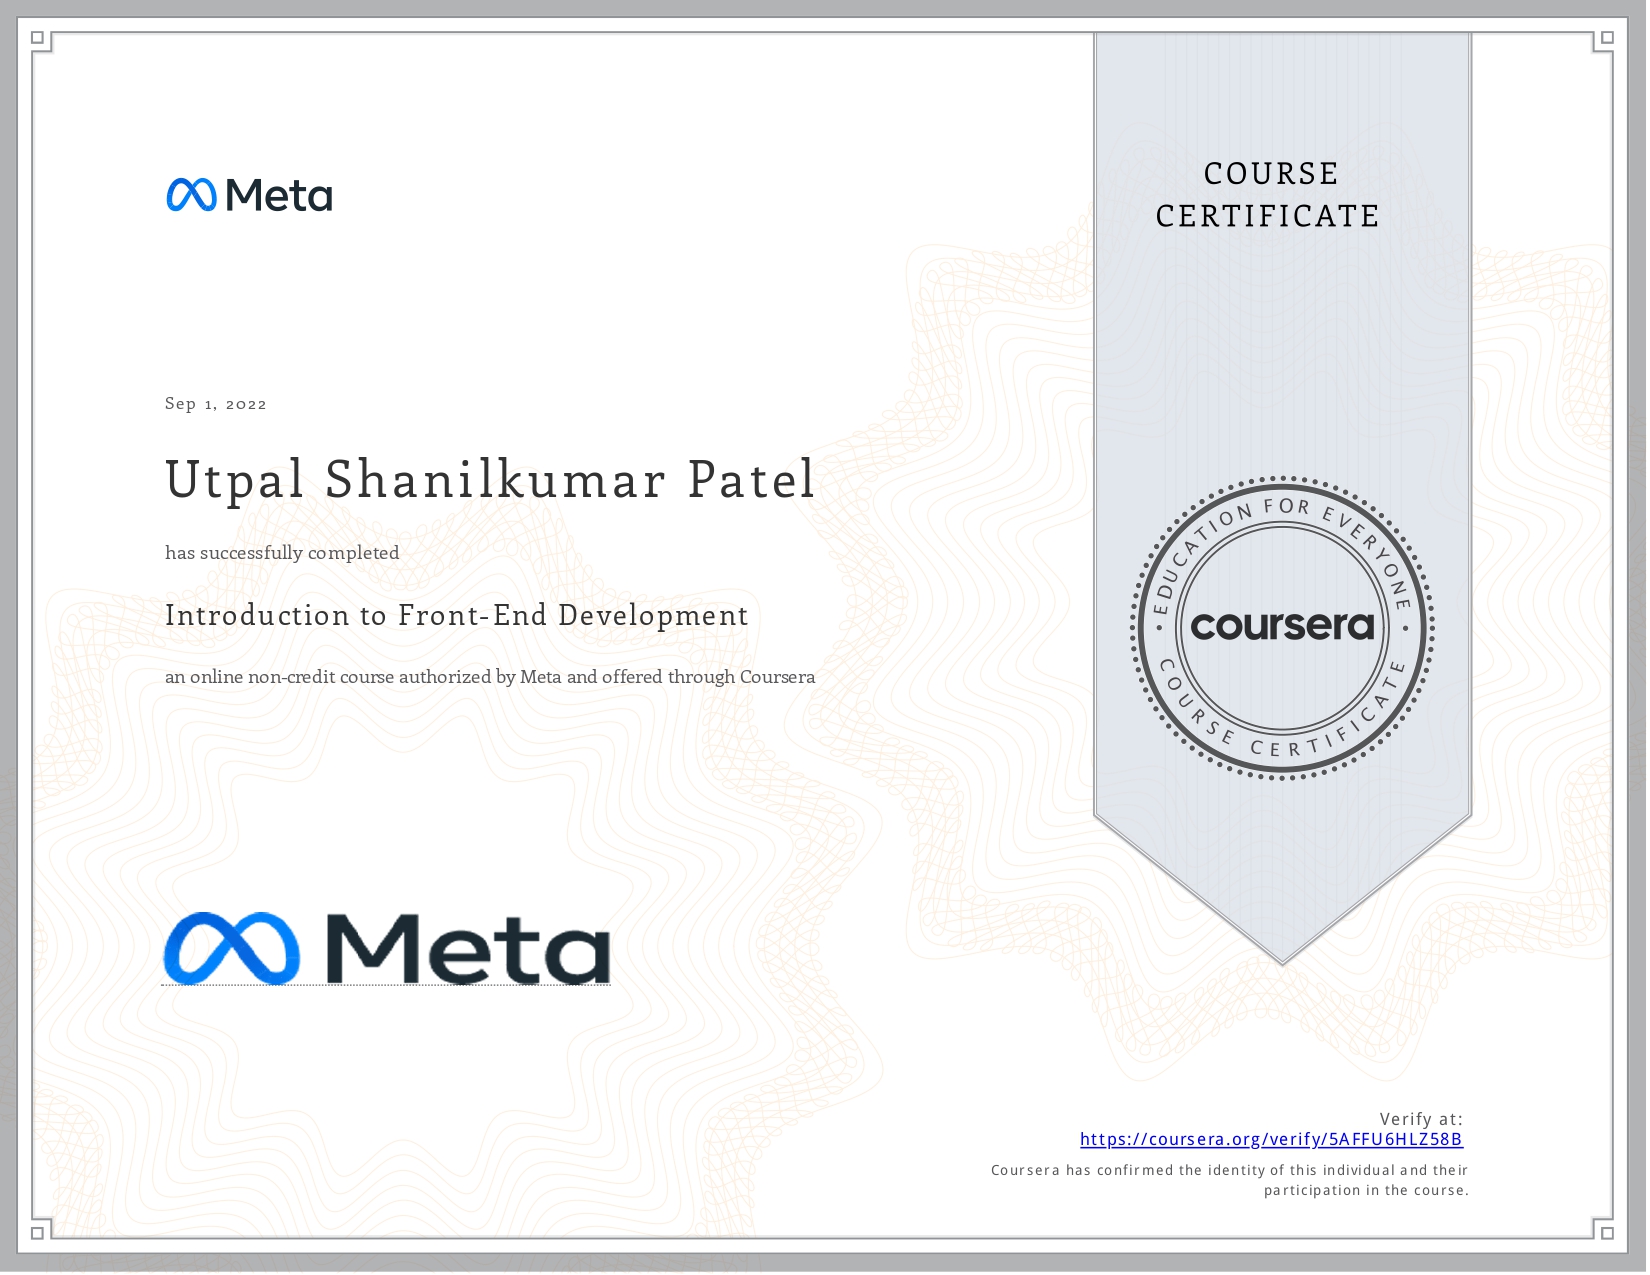 Meta
COURSE
CERTIFICATE
Sep 1, 2022
Utpal Shanilkumar Patel
has successfully completed
Introduction to Front-End Development
an online non-credit course authorized by Meta and offered through Coursera
EDUCATION FOR EVERYONE
coursera
COURSE CERTIFICATE
Meta
Verify at:
https://coursera.org/verify/5AFFU6HLZ58B
Coursera has confirmed the identity of this individual and their
participation in the course.